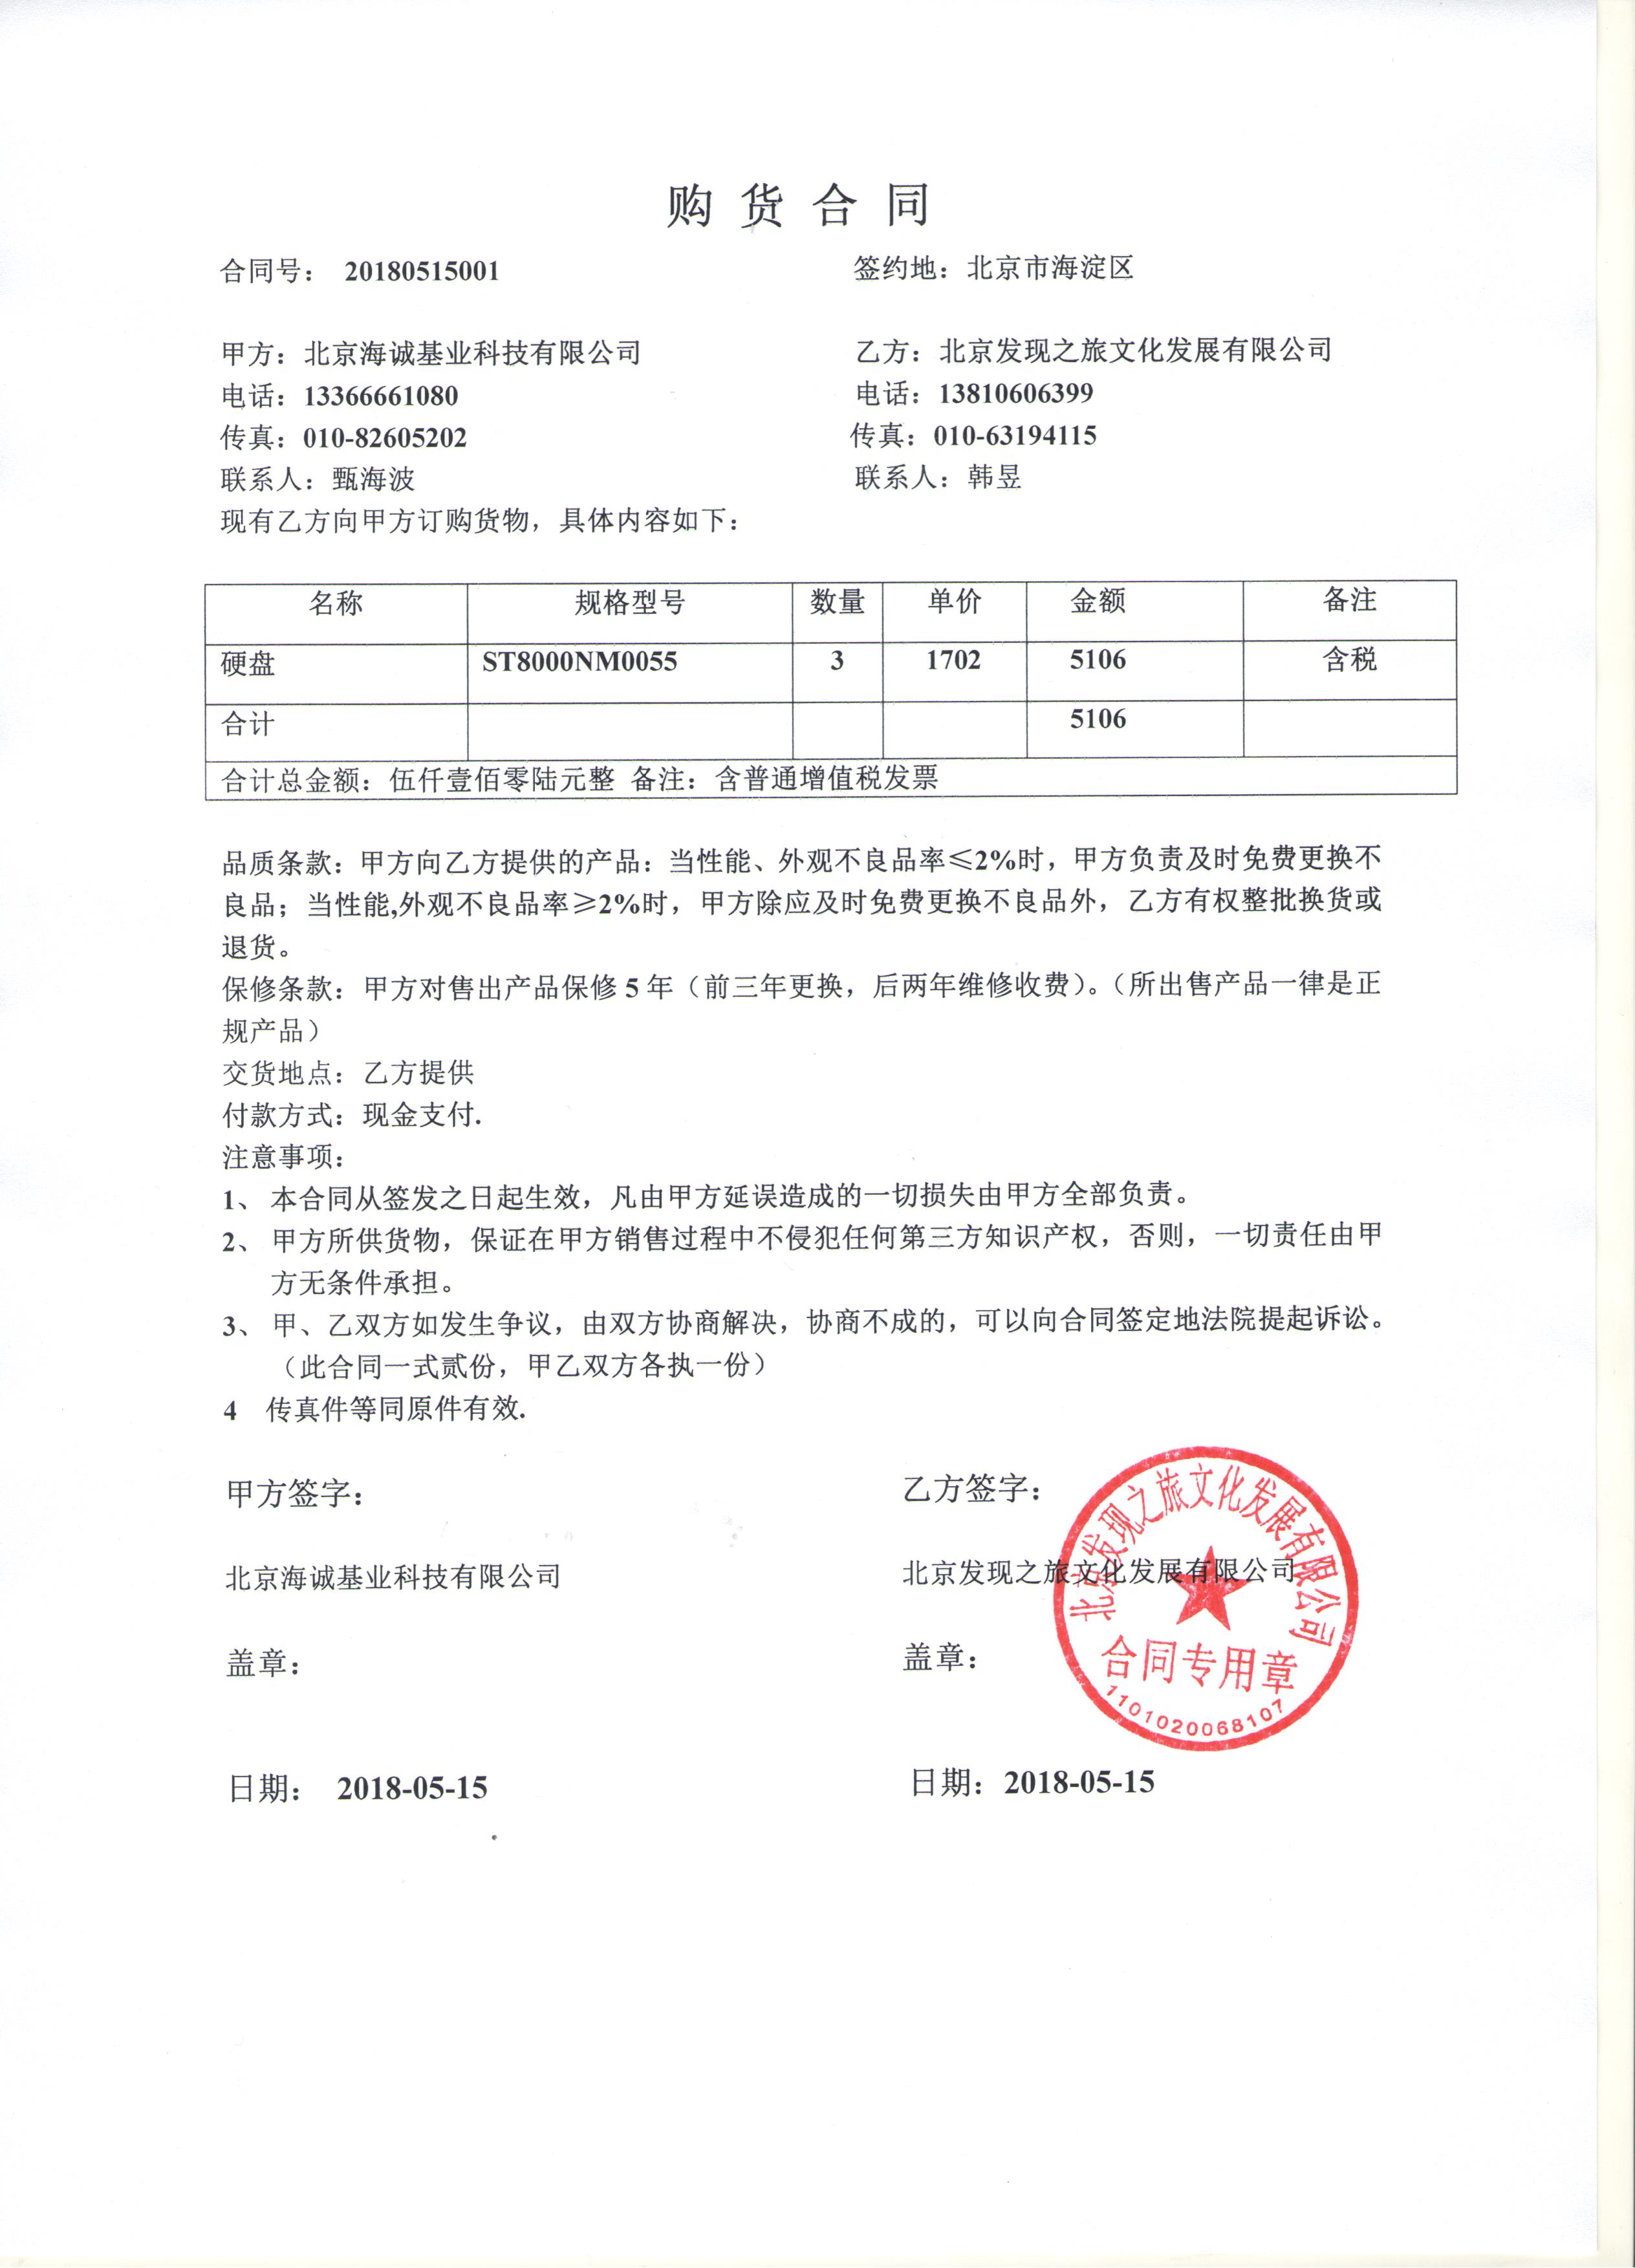 购 货 合 同
合同号： 20180515001 签约地：北京市海淀区
甲方：北京海诚基业科技有限公司 乙方：北京发现之旅文化发展有限公司
电话：13366661080 电话：13810606399
传真：010-82605202 传真：010-63194115
联系人：甄海波 联系人：韩昱
现有乙方向甲方订购货物，具体内容如下：
名称 规格型号 数量 单价 金额 备注
硬盘 ST8000NM0055 3 1702 5106 含税
合计 5106
合计总金额：伍仟壹佰零陆元整 备注：含普通增值税发票
品质条款：甲方向乙方提供的产品：当性能、外观不良品率≤2%时，甲方负责及时免费更换不
良品；当性能,外观不良品率≥2%时，甲方除应及时免费更换不良品外，乙方有权整批换货或
退货。
保修条款：甲方对售出产品保修 5 年（前三年更换，后两年维修收费）。（所出售产品一律是正
规产品）
交货地点：乙方提供
付款方式：现金支付.
注意事项：
1、 本合同从签发之日起生效，凡由甲方延误造成的一切损失由甲方全部负责。
2、 甲方所供货物，保证在甲方销售过程中不侵犯任何第三方知识产权，否则，一切责任由甲
方无条件承担。
3、 甲、乙双方如发生争议，由双方协商解决，协商不成的，可以向合同签定地法院提起诉讼。
（此合同一式贰份，甲乙双方各执一份）
4 传真件等同原件有效.
甲方签字： 乙方签字：
北京海诚基业科技有限公司 北京发现之旅文化发展有限公司
盖章： 盖章：
北京发现之旅文化发展有限公司
合同专用章
1101020068107
日期： 2018-05-15 日期：2018-05-15